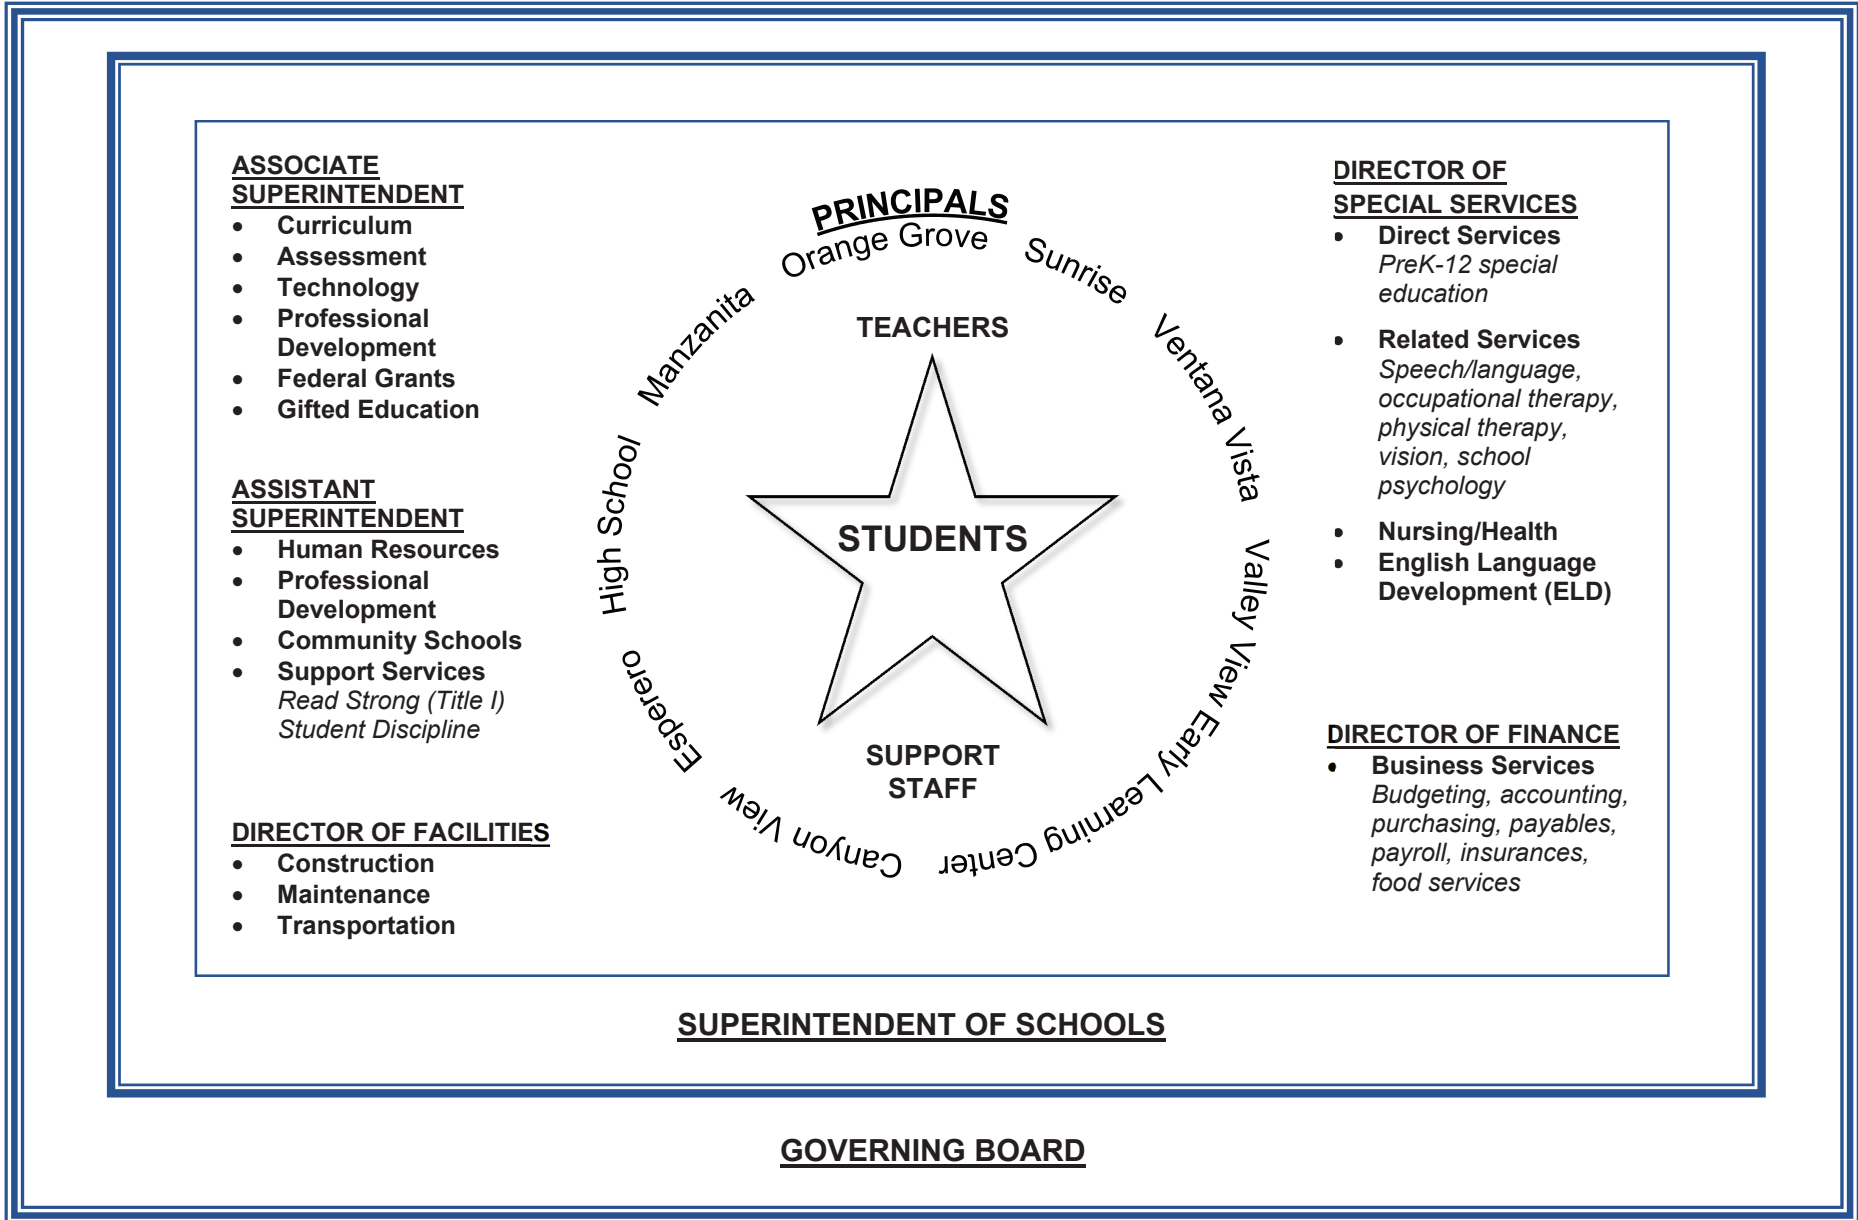 ASSOCIATE
SUPERINTENDENT
• Curriculum
• Assessment
• Technology
• Professional
Development
• Federal Grants
• Gifted Education
ASSISTANT
SUPERINTENDENT
• Human Resources
• Professional
Development
• Community Schools
• Support Services
Read Strong (Title I)
Student Discipline
DIRECTOR OF FACILITIES
• Construction
• Maintenance
• Transportation
PRINCIPALS
Orange Grove
Sunrise
Ventana Vista
Valley View Early Learning Center
Canyon View
Esperero
High School
Manzanita
TEACHERS
STUDENTS
SUPPORT
STAFF
DIRECTOR OF
SPECIAL SERVICES
• Direct Services
PreK-12 special
education
• Related Services
Speech/language,
occupational therapy,
physical therapy,
vision, school
psychology
• Nursing/Health
• English Language
Development (ELD)
DIRECTOR OF FINANCE
• Business Services
Budgeting, accounting,
purchasing, payables,
payroll, insurances,
food services
SUPERINTENDENT OF SCHOOLS
GOVERNING BOARD